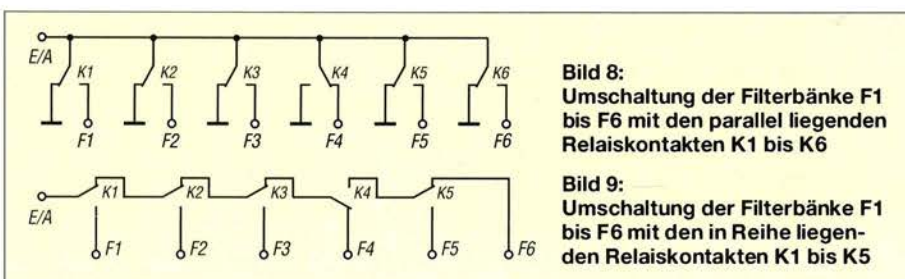 E/A
K1 K2 K3 K4 K5 K6
F1 F2 F3 F4 F5 F6
Bild 8:
Umschaltung der Filterbänke F1
bis F6 mit den parallel liegenden
Relaiskontakten K1 bis K6
E/A
K1 K2 K3 K4 K5
F1 F2 F3 F4 F5 F6
Bild 9:
Umschaltung der Filterbänke F1
bis F6 mit den in Reihe liegen-
den Relaiskontakten K1 bis K5